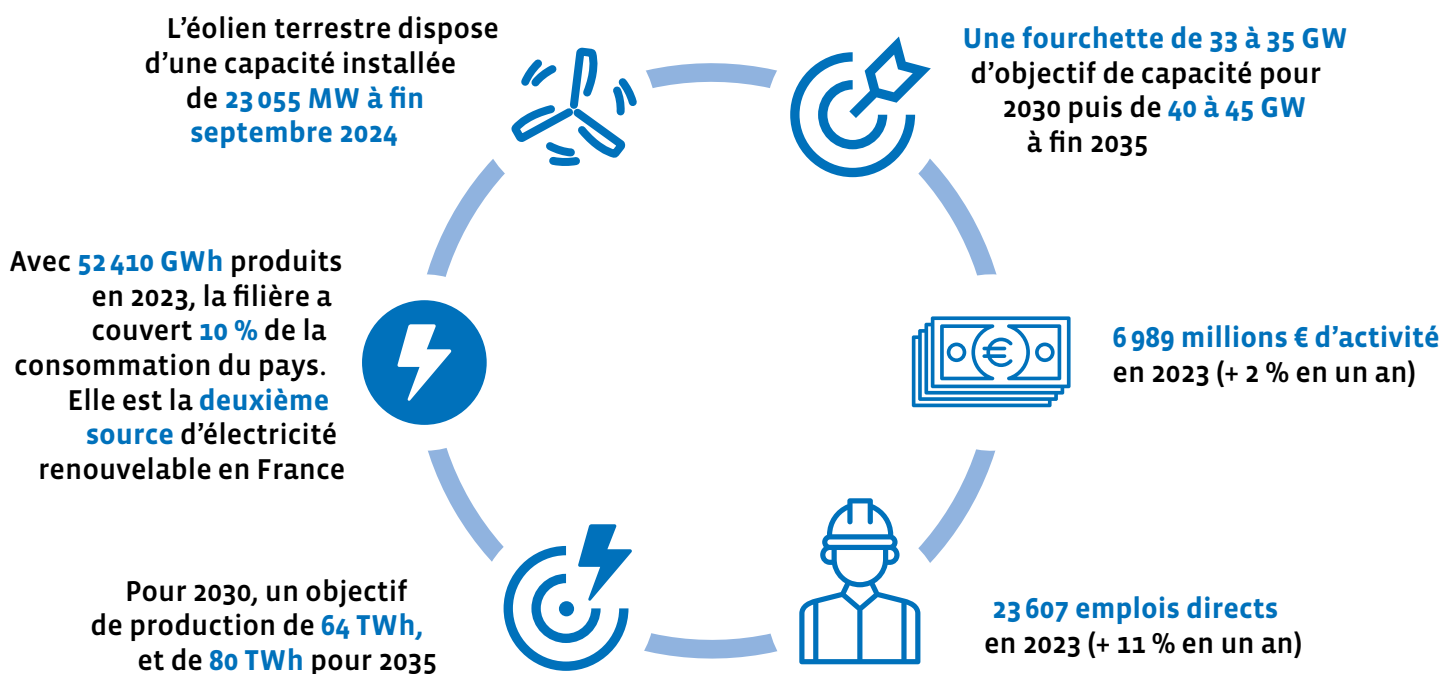 L’éolien terrestre dispose
d’une capacité installée
de 23 055 MW à fin
septembre 2024
Une fourchette de 33 à 35 GW
d’objectif de capacité pour
2030 puis de 40 à 45 GW
à fin 2035
Avec 52 410 GWh produits
en 2023, la filière a
couvert 10 % de la
consommation du pays.
Elle est la deuxième
source d’électricité
renouvelable en France
6 989 millions € d’activité
en 2023 (+ 2 % en un an)
Pour 2030, un objectif
de production de 64 TWh,
et de 80 TWh pour 2035
23 607 emplois directs
en 2023 (+ 11 % en un an)